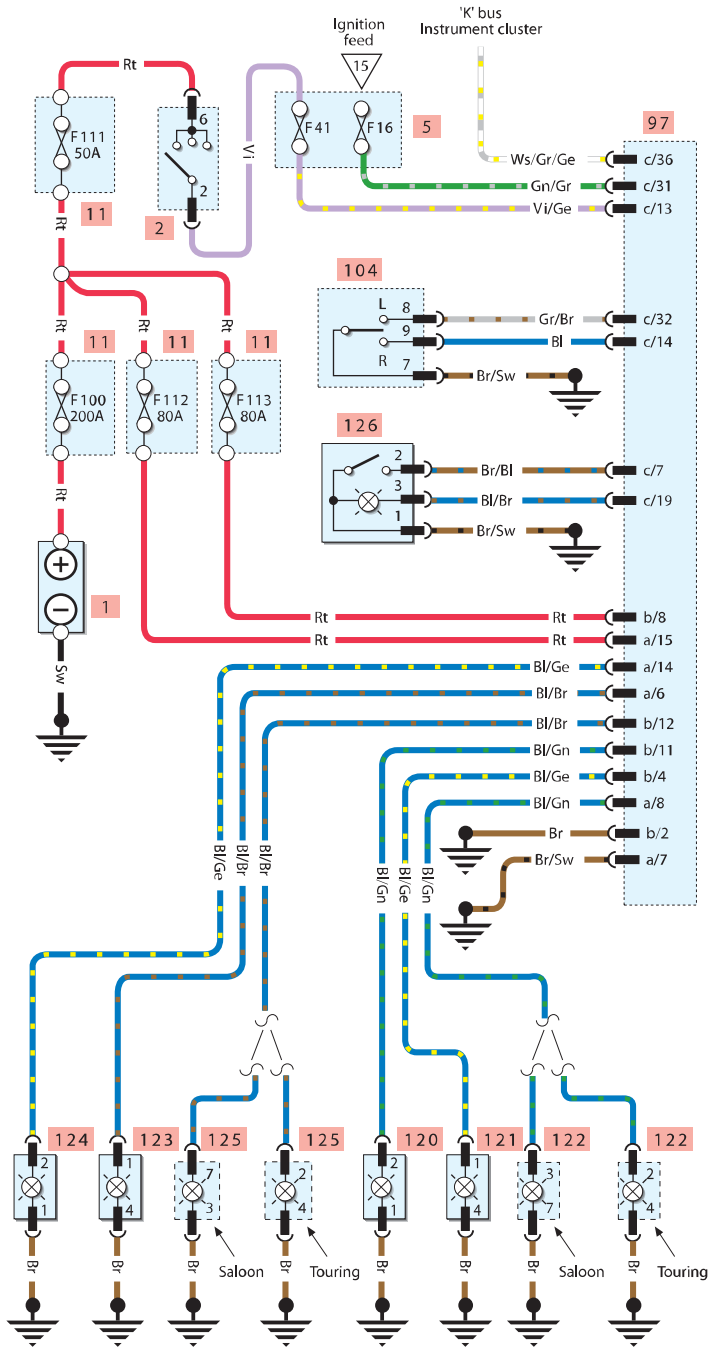 'K' bus
Instrument cluster
Ignition
feed
15
Rt
F111
50A
6
2
Vi
F41
F16
5
97
11
2
Ws/Gr/Ge
c/36
Gn/Gr
c/31
Vi/Ge
c/13
Rt
104
L
8
9
R
7
Gr/Br
c/32
Bl
c/14
Br/Sw
Rt
Rt
Rt
11
11
11
F100
200A
F112
80A
F113
80A
126
2
3
1
Br/Bl
c/7
Bl/Br
c/19
Br/Sw
Rt
+
−
1
Sw
Rt
Rt
b/8
Rt
Rt
a/15
Bl/Ge
a/14
Bl/Br
a/6
Bl/Br
b/12
Bl/Gn
b/11
Bl/Ge
b/4
Bl/Gn
a/8
Br
b/2
Br/Sw
a/7
Bl/Ge
Bl/Br
Bl/Br
Bl/Gn
Bl/Ge
Bl/Gn
124
123
125
125
120
121
122
122
2
1
1
4
7
3
2
4
2
1
1
4
3
7
2
4
Saloon
Touring
Saloon
Touring
Br
Br
Br
Br
Br
Br
Br
Br